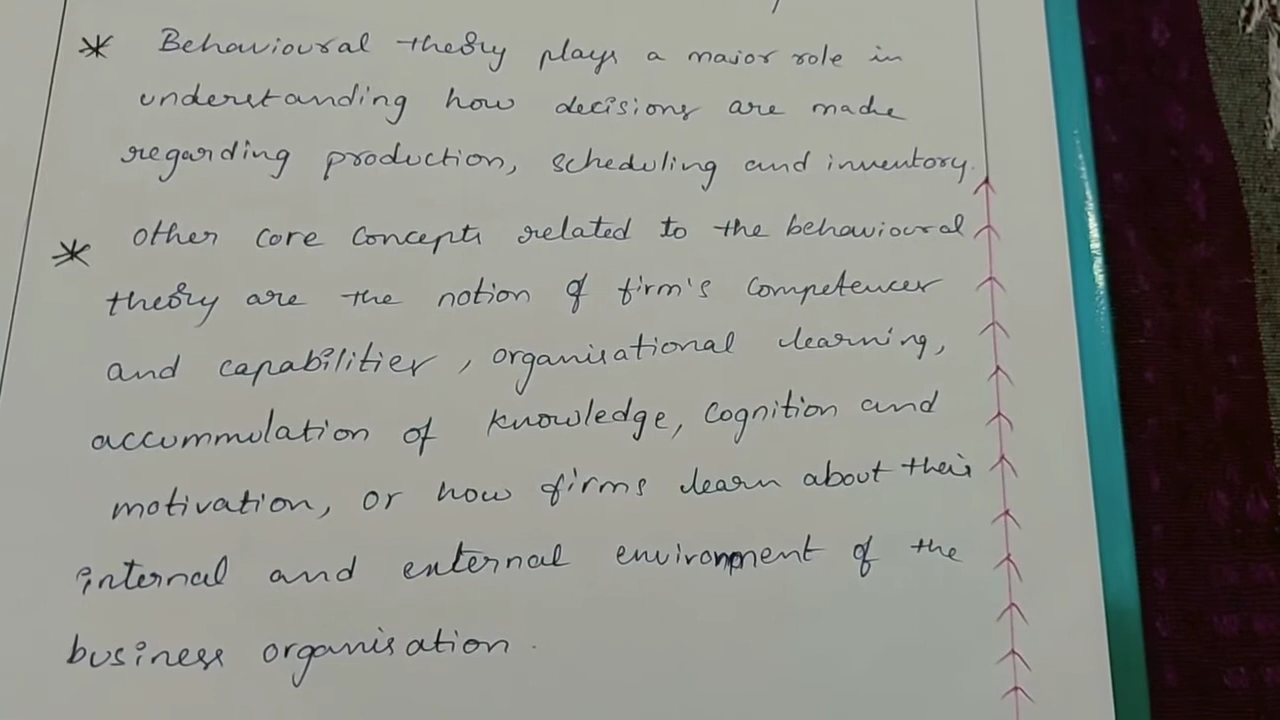 * Behavioural theory plays a major role in
understanding how decisions are made
regarding production, scheduling and inventory.
* Other core concepts related to the behavioural
theory are the notion of firm's competences
and capabilities, organisational learning,
accummulation of knowledge, cognition and
motivation, or how firms learn about their
internal and external environment of the
business organisation.